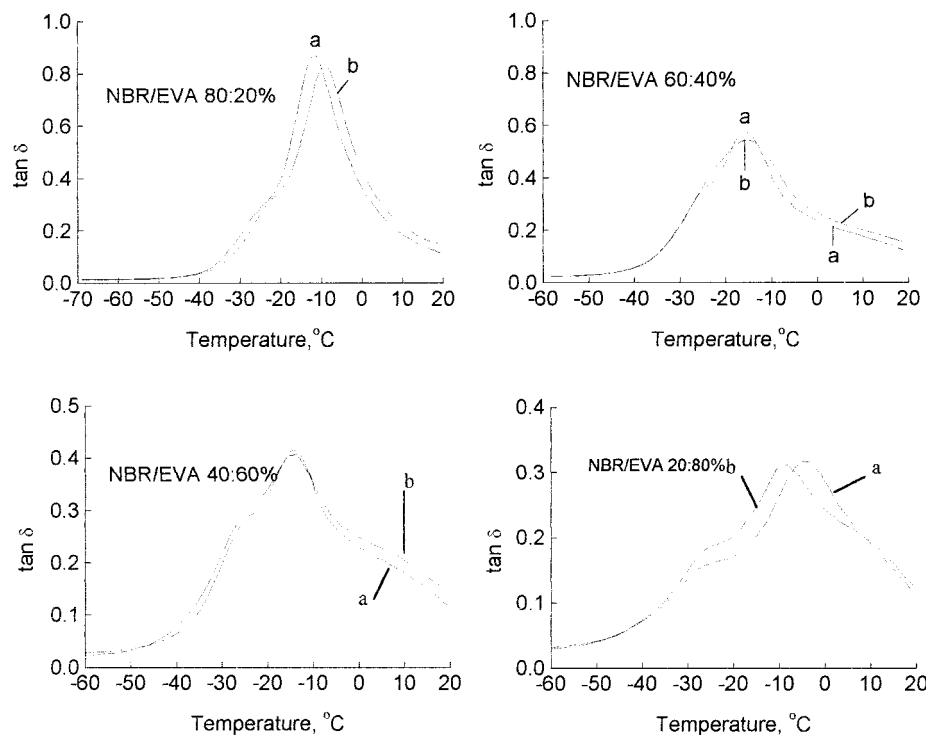 1.0
0.8
0.6
0.4
0.2
0.0
tan δ
NBR/EVA 80:20%
a
b
-70 -60 -50 -40 -30 -20 -10 0 10 20
Temperature,°C
1.0
0.8
0.6
0.4
0.2
0.0
tan δ
NBR/EVA 60:40%
a
b
b
a
-60 -50 -40 -30 -20 -10 0 10 20
Temperature,°C
0.5
0.4
0.3
0.2
0.1
0.0
tan δ
NBR/EVA 40:60%
b
a
-60 -50 -40 -30 -20 -10 0 10 20
Temperature, °C
0.4
0.3
0.2
0.1
0.0
tan δ
NBR/EVA 20:80% b
a
-60 -50 -40 -30 -20 -10 0 10 20
Temperature, °C